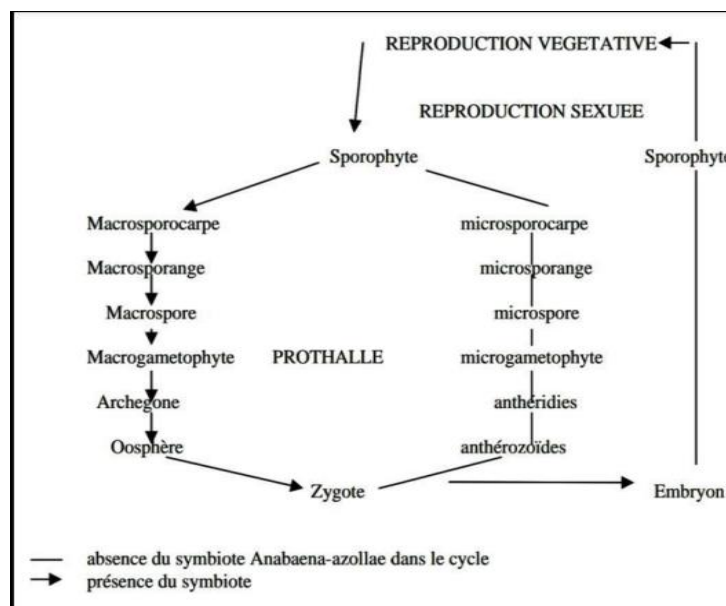 REPRODUCTION VEGETATIVE
REPRODUCTION SEXUEE
Sporophyte Sporophyte
Macrosporocarpe microsporocarpe
Macrosporange microsporange
Macrospore microspore
Macrogametophyte PROTHALLE microgametophyte
Archegone anthéridies
Oosphère anthérozoïdes
Zygote Embryon
absence du symbiote Anabaena-azollae dans le cycle
présence du symbiote